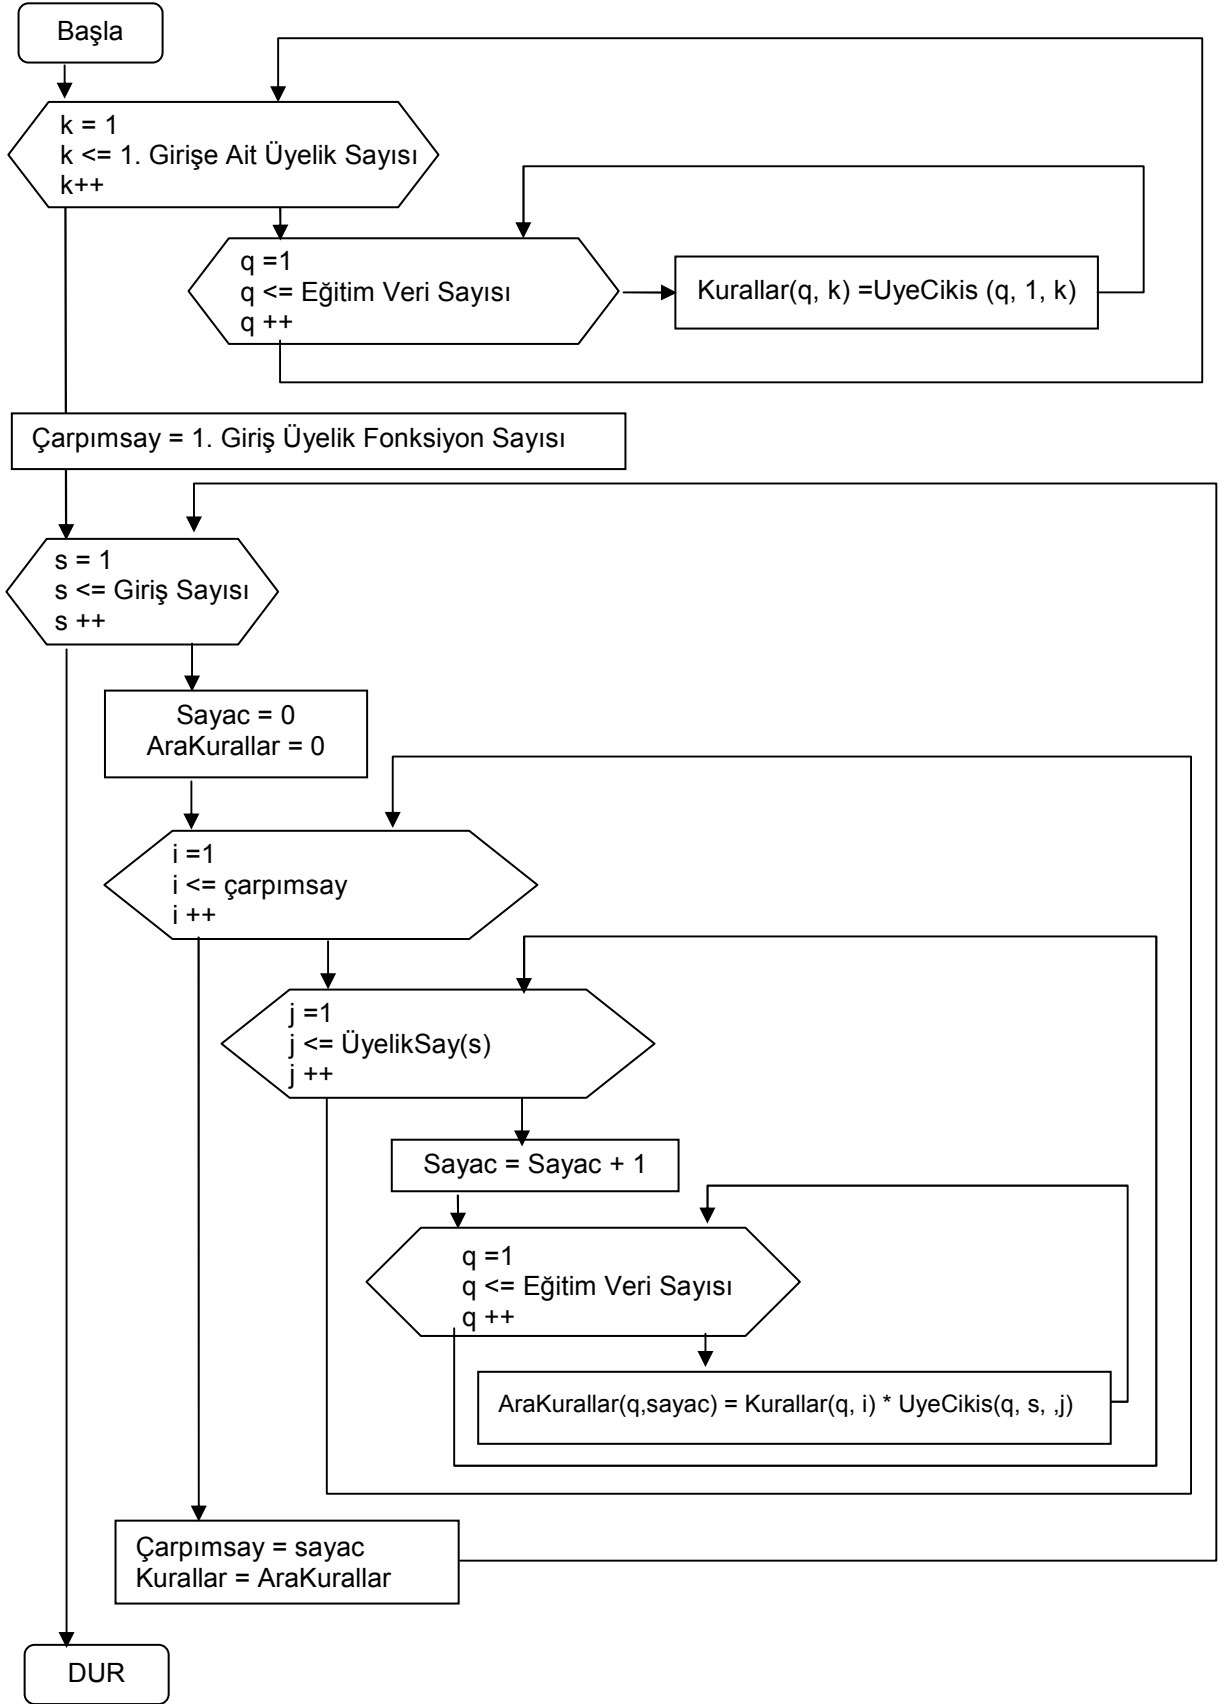 Başla
k = 1
k <= 1. Girişe Ait Üyelik Sayısı
k++
q =1
q <= Eğitim Veri Sayısı
q ++
Kurallar(q, k) =UyeCikis (q, 1, k)
Çarpımsay = 1. Giriş Üyelik Fonksiyon Sayısı
s = 1
s <= Giriş Sayısı
s ++
Sayac = 0
AraKurallar = 0
i =1
i <= çarpımsay
i ++
j =1
j <= ÜyelikSay(s)
j ++
Sayac = Sayac + 1
q =1
q <= Eğitim Veri Sayısı
q ++
AraKurallar(q,sayac) = Kurallar(q, i) * UyeCikis(q, s, ,j)
Çarpımsay = sayac
Kurallar = AraKurallar
DUR